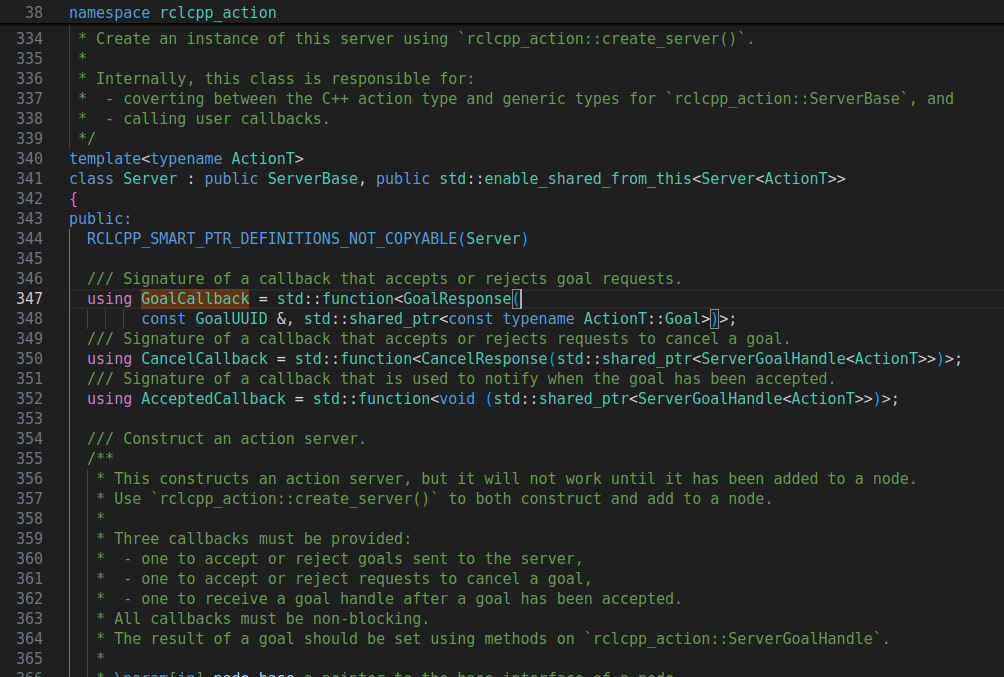 38 namespace rclcpp_action
334 * Create an instance of this server using `rclcpp_action::create_server()`.
335 *
336 * Internally, this class is responsible for:
337 *  - coverting between the C++ action type and generic types for `rclcpp_action::ServerBase`, and
338 *  - calling user callbacks.
339 */
340 template<typename ActionT>
341 class Server : public ServerBase, public std::enable_shared_from_this<Server<ActionT>>
342 {
343 public:
344   RCLCPP_SMART_PTR_DEFINITIONS_NOT_COPYABLE(Server)
345
346   /// Signature of a callback that accepts or rejects goal requests.
347   using GoalCallback = std::function<GoalResponse(
348         const GoalUUID &, std::shared_ptr<const typename ActionT::Goal>)>;
349   /// Signature of a callback that accepts or rejects requests to cancel a goal.
350   using CancelCallback = std::function<CancelResponse(std::shared_ptr<ServerGoalHandle<ActionT>>)>;
351   /// Signature of a callback that is used to notify when the goal has been accepted.
352   using AcceptedCallback = std::function<void (std::shared_ptr<ServerGoalHandle<ActionT>>)>;
353
354   /// Construct an action server.
355   /**
356    * This constructs an action server, but it will not work until it has been added to a node.
357    * Use `rclcpp_action::create_server()` to both construct and add to a node.
358    *
359    * Three callbacks must be provided:
360    *  - one to accept or reject goals sent to the server,
361    *  - one to accept or reject requests to cancel a goal,
362    *  - one to receive a goal handle after a goal has been accepted.
363    * All callbacks must be non-blocking.
364    * The result of a goal should be set using methods on `rclcpp_action::ServerGoalHandle`.
365    *
366    * \param[in] node_base a pointer to the base interface of a node.